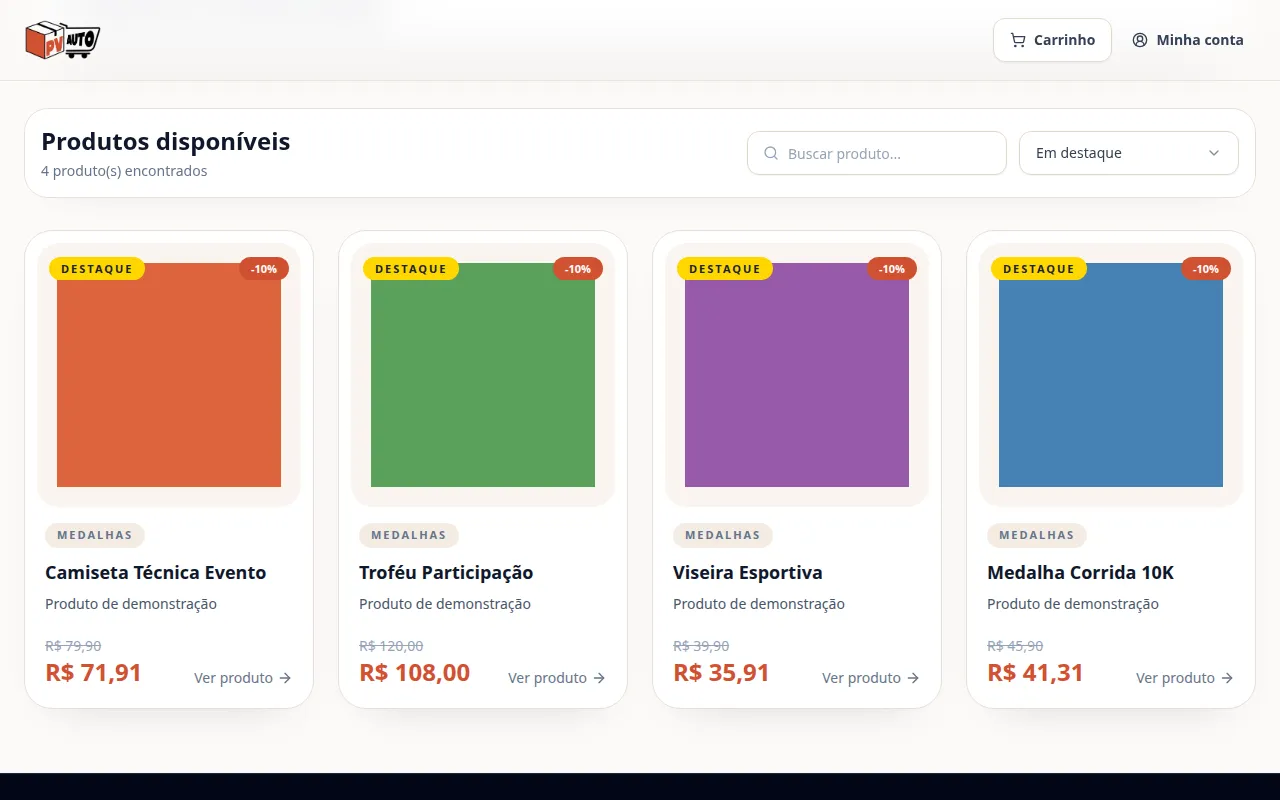 PV AUTO
Carrinho
Minha conta
Produtos disponíveis
4 produto(s) encontrados
Buscar produto...
Em destaque
DESTAQUE
-10%
MEDALHAS
Camiseta Técnica Evento
Produto de demonstração
R$ 79,90
R$ 71,91
Ver produto
DESTAQUE
-10%
MEDALHAS
Troféu Participação
Produto de demonstração
R$ 120,00
R$ 108,00
Ver produto
DESTAQUE
-10%
MEDALHAS
Viseira Esportiva
Produto de demonstração
R$ 39,90
R$ 35,91
Ver produto
DESTAQUE
-10%
MEDALHAS
Medalha Corrida 10K
Produto de demonstração
R$ 45,90
R$ 41,31
Ver produto